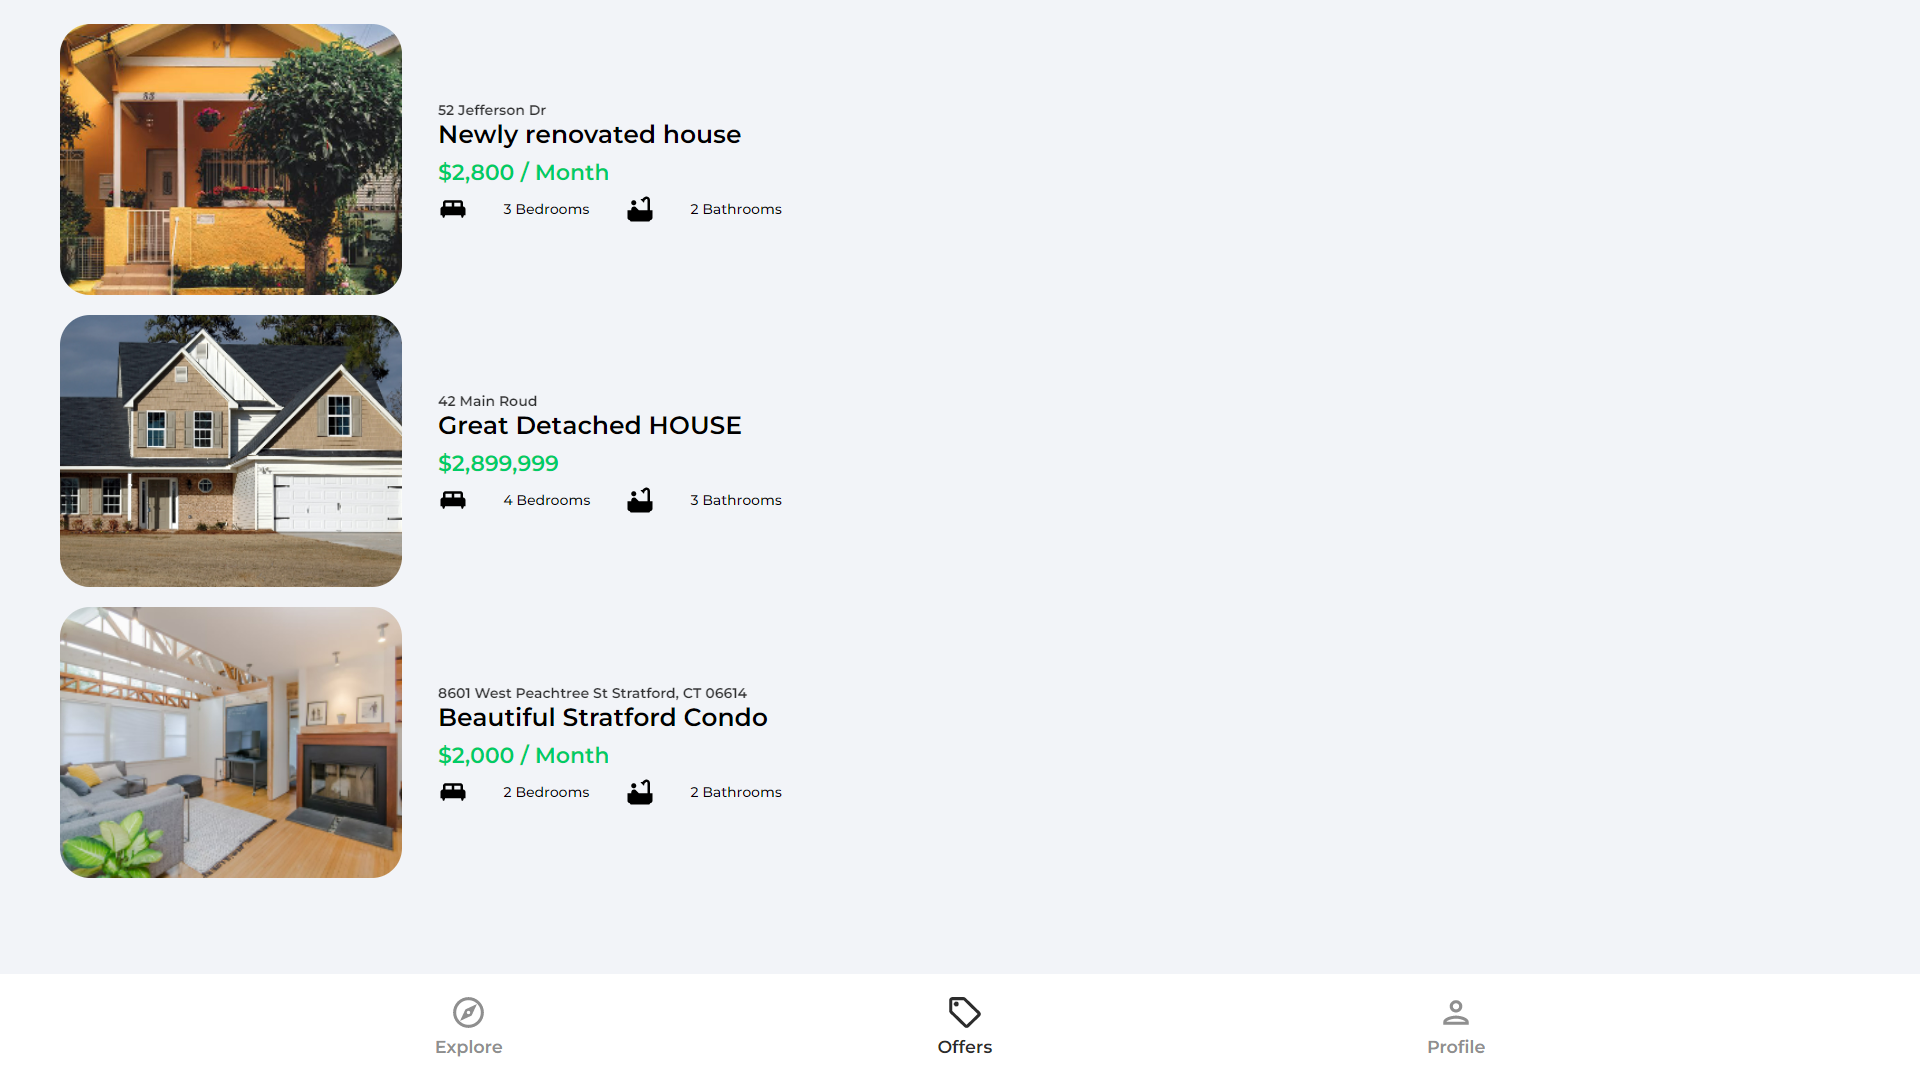 52 Jefferson Dr
Newly renovated house
$2,800 / Month
3 Bedrooms 2 Bathrooms
42 Main Roud
Great Detached HOUSE
$2,899,999
4 Bedrooms 3 Bathrooms
8601 West Peachtree St Stratford, CT 06614
Beautiful Stratford Condo
$2,000 / Month
2 Bedrooms 2 Bathrooms
Explore Offers Profile